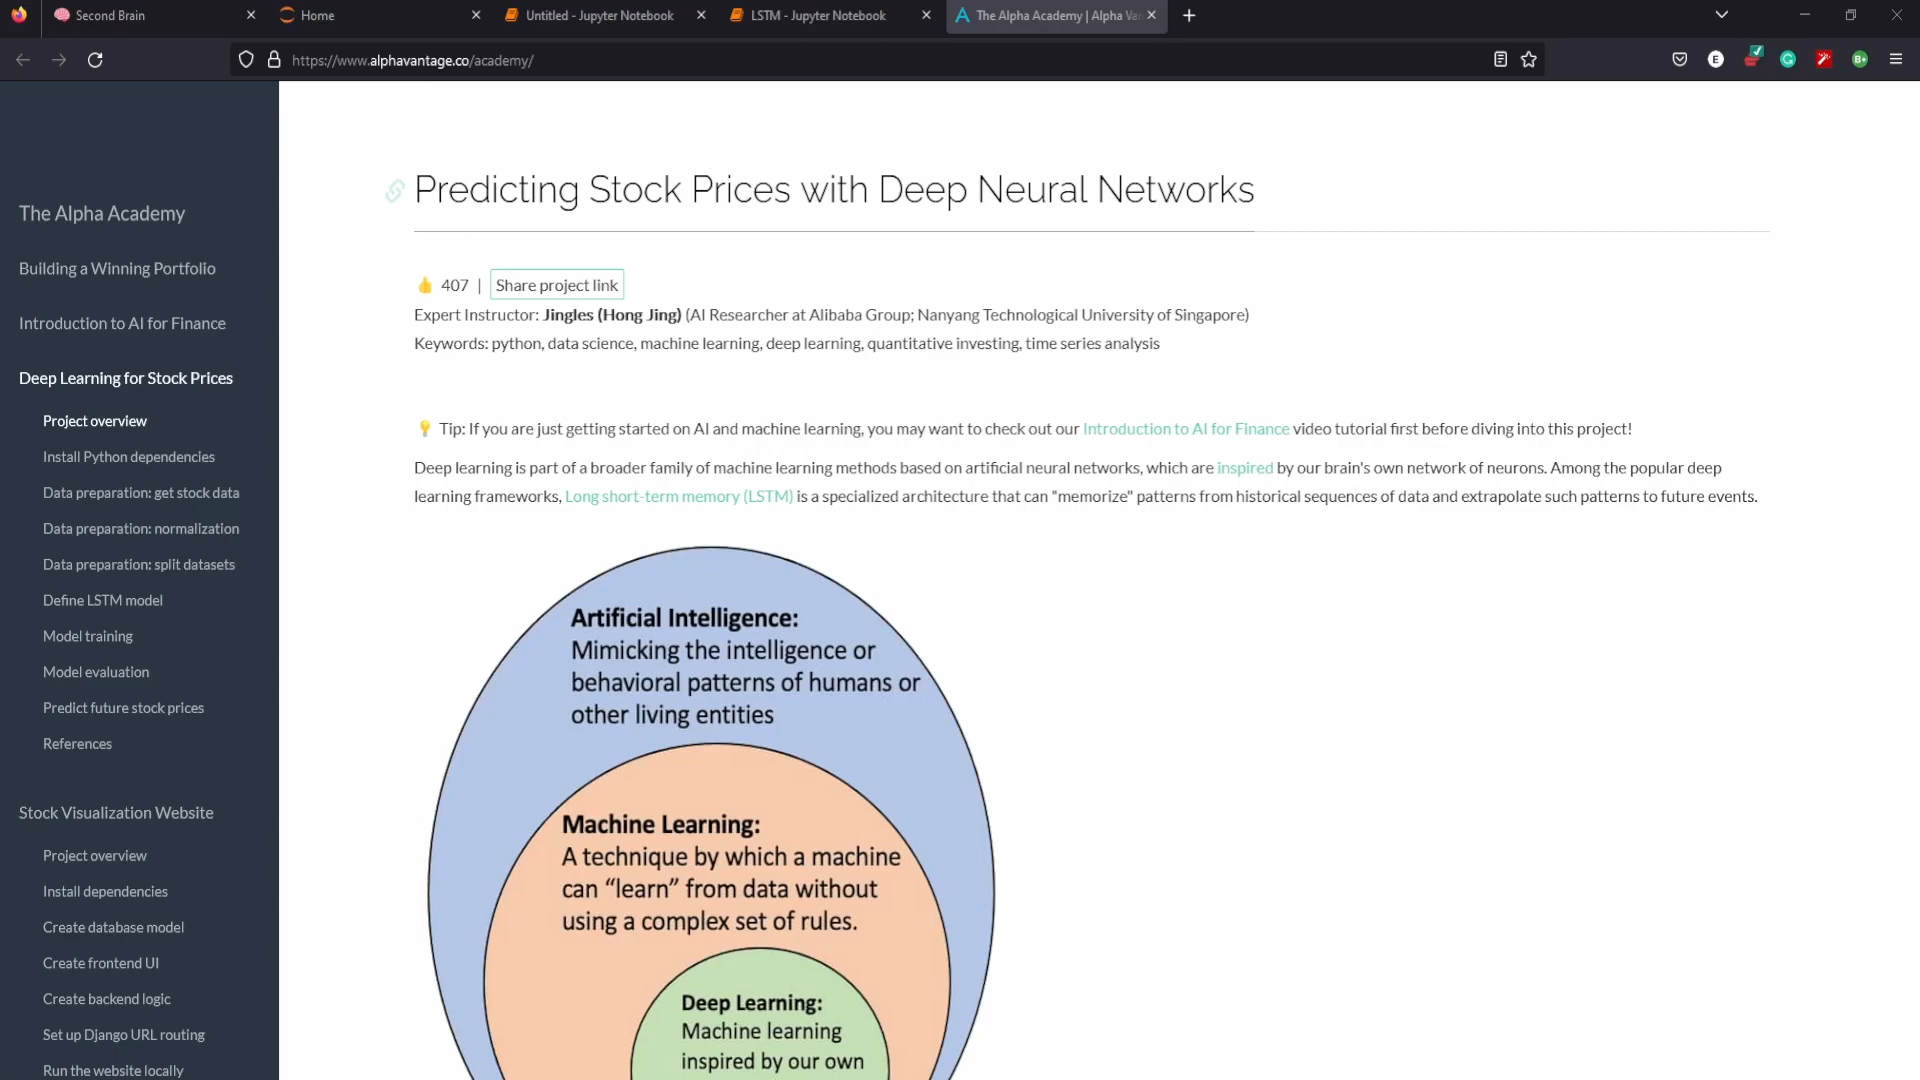 Second Brain
Home
Untitled - Jupyter Notebook
LSTM - Jupyter Notebook
The Alpha Academy | Alpha Van
https://www.alphavantage.co/academy/
The Alpha Academy
Building a Winning Portfolio
Introduction to AI for Finance
Deep Learning for Stock Prices
Project overview
Install Python dependencies
Data preparation: get stock data
Data preparation: normalization
Data preparation: split datasets
Define LSTM model
Model training
Model evaluation
Predict future stock prices
References
Stock Visualization Website
Project overview
Install dependencies
Create database model
Create frontend UI
Create backend logic
Set up Django URL routing
Run the website locally
Predicting Stock Prices with Deep Neural Networks
👍 407 | Share project link
Expert Instructor: Jingles (Hong Jing) (AI Researcher at Alibaba Group; Nanyang Technological University of Singapore)
Keywords: python, data science, machine learning, deep learning, quantitative investing, time series analysis
💡 Tip: If you are just getting started on AI and machine learning, you may want to check out our Introduction to AI for Finance video tutorial first before diving into this project!
Deep learning is part of a broader family of machine learning methods based on artificial neural networks, which are inspired by our brain's own network of neurons. Among the popular deep
learning frameworks, Long short-term memory (LSTM) is a specialized architecture that can "memorize" patterns from historical sequences of data and extrapolate such patterns to future events.
Artificial Intelligence:
Mimicking the intelligence or
behavioral patterns of humans or
other living entities
Machine Learning:
A technique by which a machine
can “learn” from data without
using a complex set of rules.
Deep Learning:
Machine learning
inspired by our own